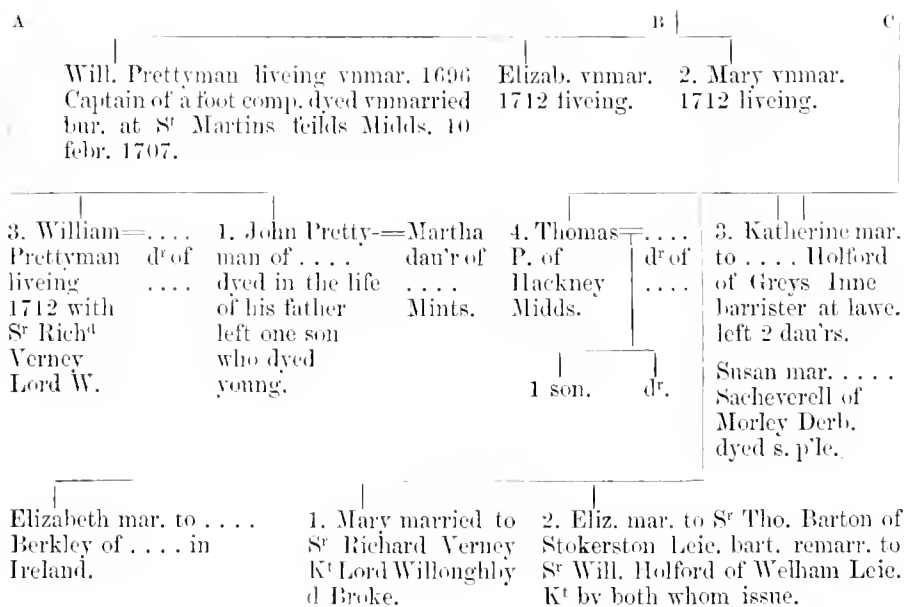 A B C
Will. Prettyman liveing vnmar. 1696
Captain of a foot comp. dyed vnmarried
bur. at Sʳ Martins feilds Midds. 10
febr. 1707.
Elizab. vnmar.
1712 liveing.
2. Mary vnmar.
1712 liveing.
3. William=....
Prettyman dʳ of
liveing ....
1712 with
Sʳ Richᵈ
Verney
Lord W.
1. John Pretty-=Martha
man of .... dau'r of
dyed in the life ....
of his father Mints.
left one son
who dyed
young.
4. Thomas=....
P. of dʳ of
Hackney ....
Midds.
1 son. dʳ.
3. Katherine mar.
to .... Holford
of Greys Inne
barrister at lawe.
left 2 dau'rs.
Susan mar. .....
Sacheverell of
Morley Derb.
dyed s. p'le.
Elizabeth mar. to ....
Berkley of .... in
Ireland.
1. Mary married to
Sʳ Richard Verney
Kᵗ Lord Willonghby
d Broke.
2. Eliz. mar. to Sʳ Tho. Barton of
Stokerston Leic. bart. remarr. to
Sʳ Will. Holford of Welham Leic.
Kᵗ by both whom issue.